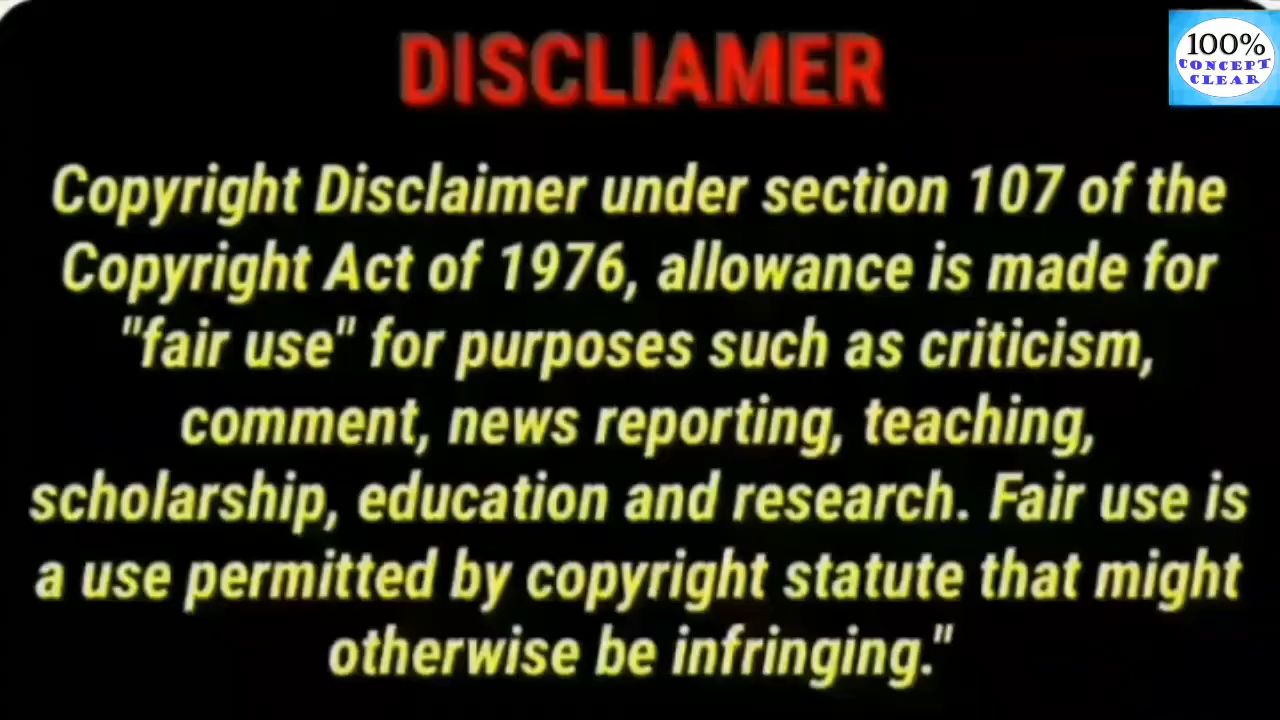 DISCLIAMER
100%
CONCEPT
CLEAR
Copyright Disclaimer under section 107 of the
Copyright Act of 1976, allowance is made for
"fair use" for purposes such as criticism,
comment, news reporting, teaching,
scholarship, education and research. Fair use is
a use permitted by copyright statute that might
otherwise be infringing."